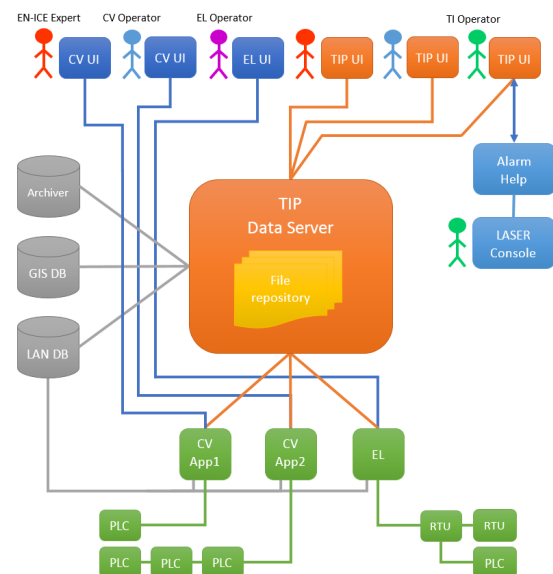 EN-ICE Expert
CV Operator
EL Operator
TI Operator
CV UI
CV UI
EL UI
TIP UI
TIP UI
TIP UI
Archiver
GIS DB
LAN DB
TIP
Data Server
File
repository
Alarm
Help
LASER
Console
CV
App1
CV
App2
EL
PLC
RTU
RTU
PLC
PLC
PLC
PLC